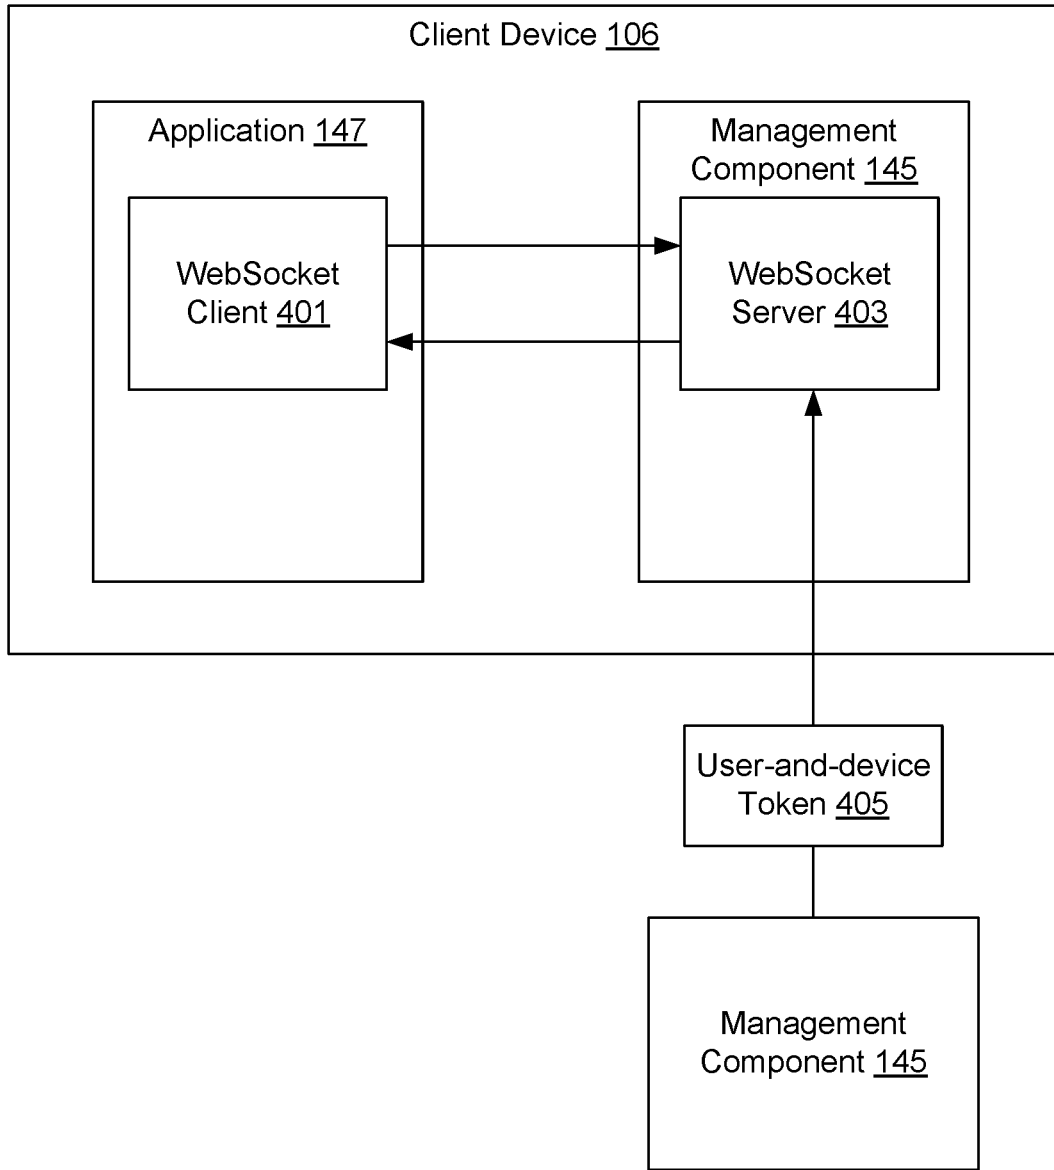 Client Device 106
Application 147
WebSocket
Client 401
Management
Component 145
WebSocket
Server 403
User-and-device
Token 405
Management
Component 145